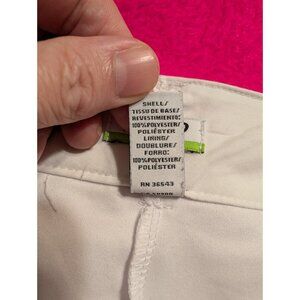 SHELL/
TISSU DE BASE/
REVESTIMIENTO:
100%POLYESTER/
POLIÉSTER
LINING/
DOUBLURE/
FORRO:
100%POLYESTER/
POLIÉSTER
RN 36543